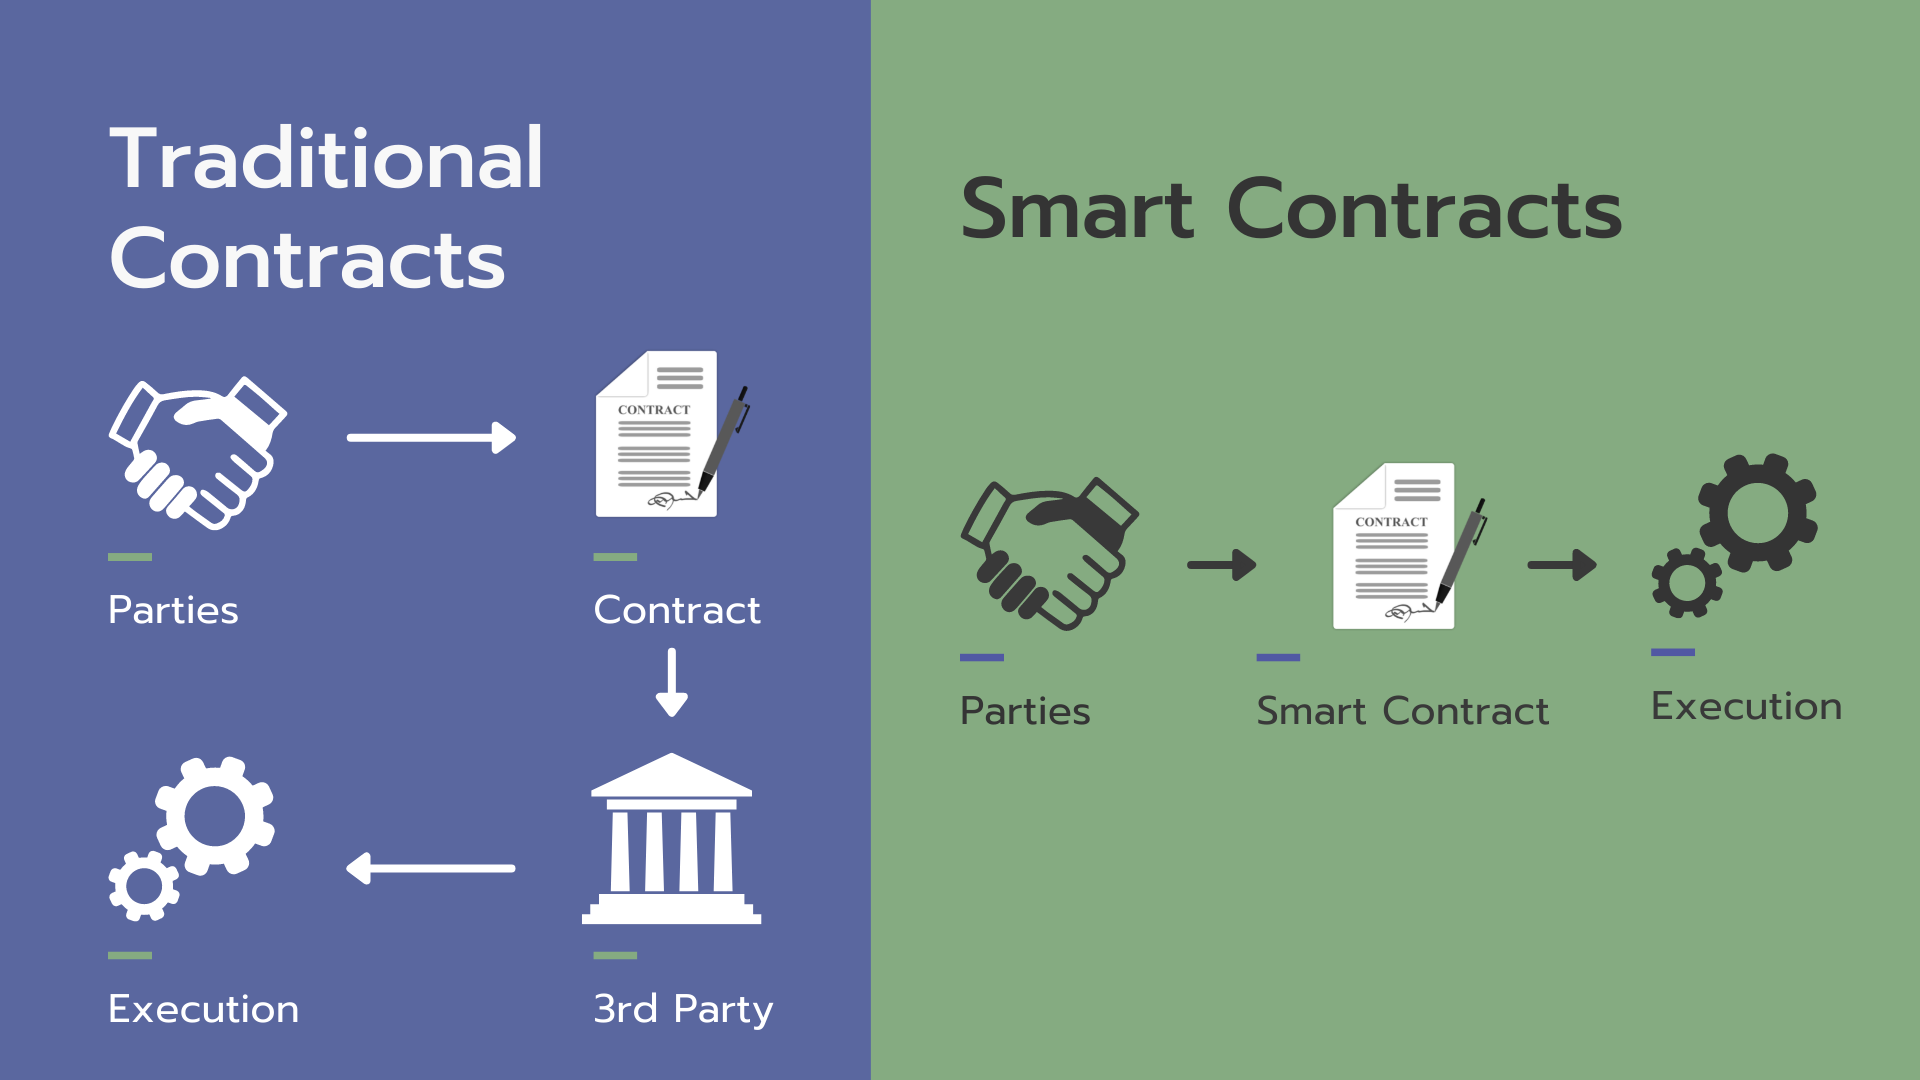 Traditional
Contracts
CONTRACT
Parties
Contract
Execution
3rd Party
Smart Contracts
CONTRACT
Parties
Smart Contract
Execution